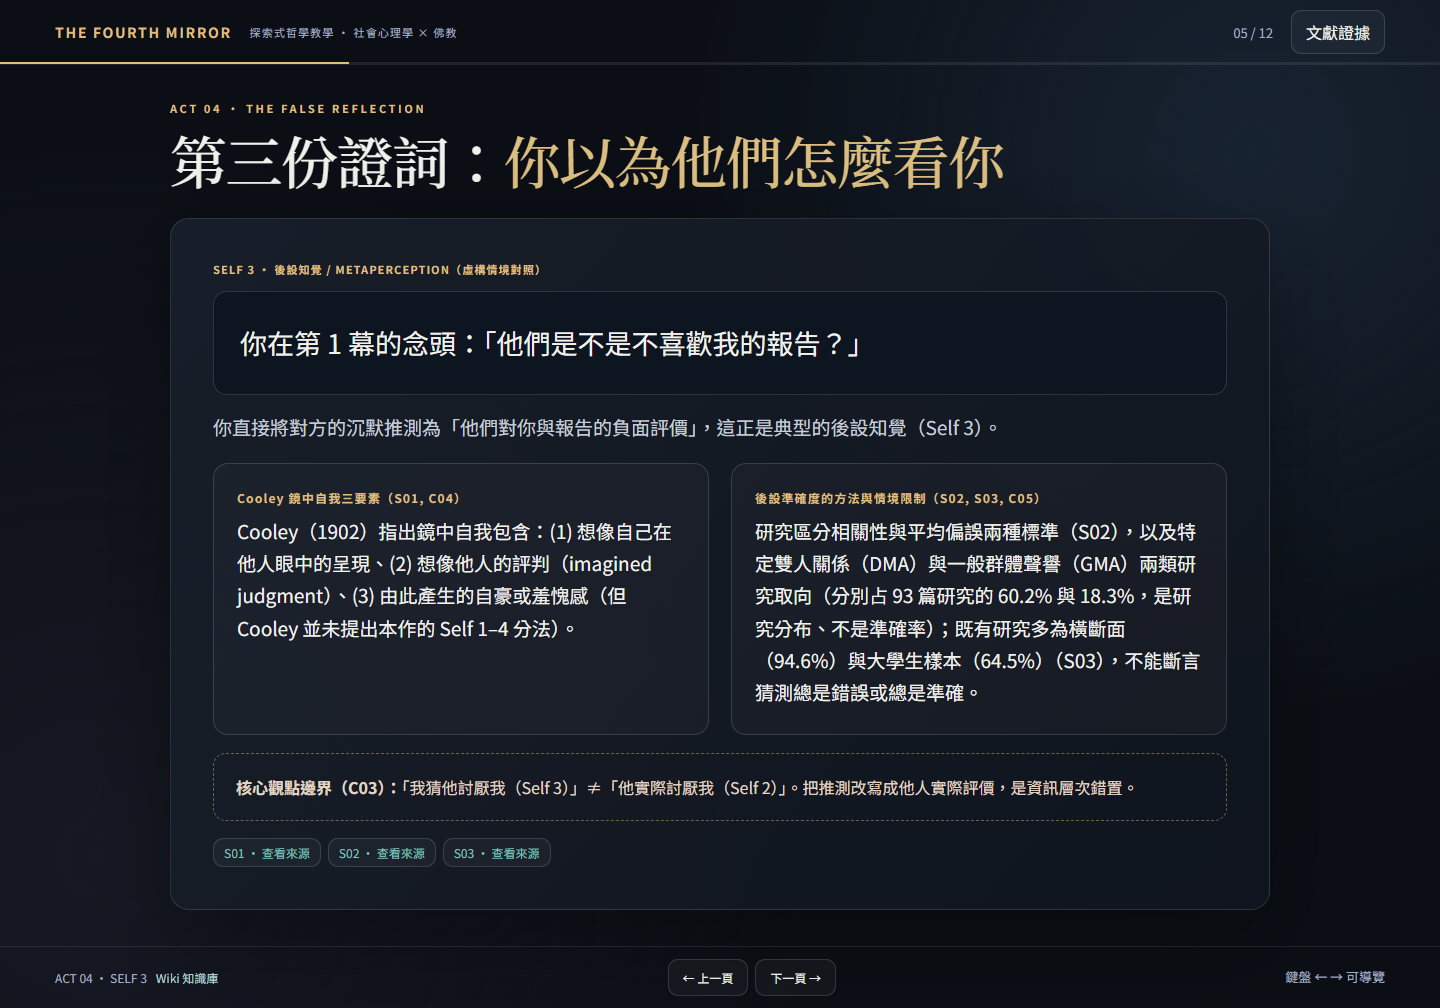 THE FOURTH MIRROR 探索式哲學教學 · 社會心理學 × 佛教
05 / 12 文獻證據
ACT 04 · THE FALSE REFLECTION
第三份證詞：你以為他們怎麼看你
SELF 3 · 後設知覺 / METAPERCEPTION（虛構情境對照）
你在第 1 幕的念頭：「他們是不是不喜歡我的報告？」
你直接將對方的沉默推測為「他們對你與報告的負面評價」，這正是典型的後設知覺（Self 3）。
Cooley 鏡中自我三要素（S01, C04）
Cooley（1902）指出鏡中自我包含：(1) 想像自己在
他人眼中的呈現、(2) 想像他人的評判（imagined
judgment）、(3) 由此產生的自豪或羞愧感（但
Cooley 並未提出本作的 Self 1–4 分法）。
後設準確度的方法與情境限制（S02, S03, C05）
研究區分相關性與平均偏誤兩種標準（S02），以及特
定雙人關係（DMA）與一般群體聲譽（GMA）兩類研
究取向（分別占 93 篇研究的 60.2% 與 18.3%，是研
究分布、不是準確率）；既有研究多為橫斷面
（94.6%）與大學生樣本（64.5%）（S03），不能斷言
猜測總是錯誤或總是準確。
核心觀點邊界（C03）：「我猜他討厭我（Self 3）」≠「他實際討厭我（Self 2）」。把推測改寫成他人實際評價，是資訊層次錯置。
S01 · 查看來源 S02 · 查看來源 S03 · 查看來源
ACT 04 · SELF 3 Wiki 知識庫
← 上一頁 下一頁 →
鍵盤 ← → 可導覽